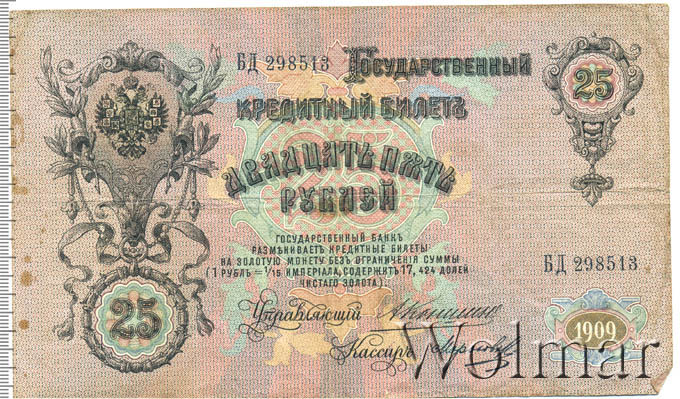 БД 298513
Государственный
25
Кредитный Билетъ
Двадцать пять
рублей
Государственный банкъ
размѣниваетъ кредитные билеты
на золотую монету безъ ограниченія суммы
(1 рубль = 1/15 имперіала, содержитъ 17,424 долей
чистаго золота).
БД 298513
25
Управляющій
Кассиръ
1909
Wolmar